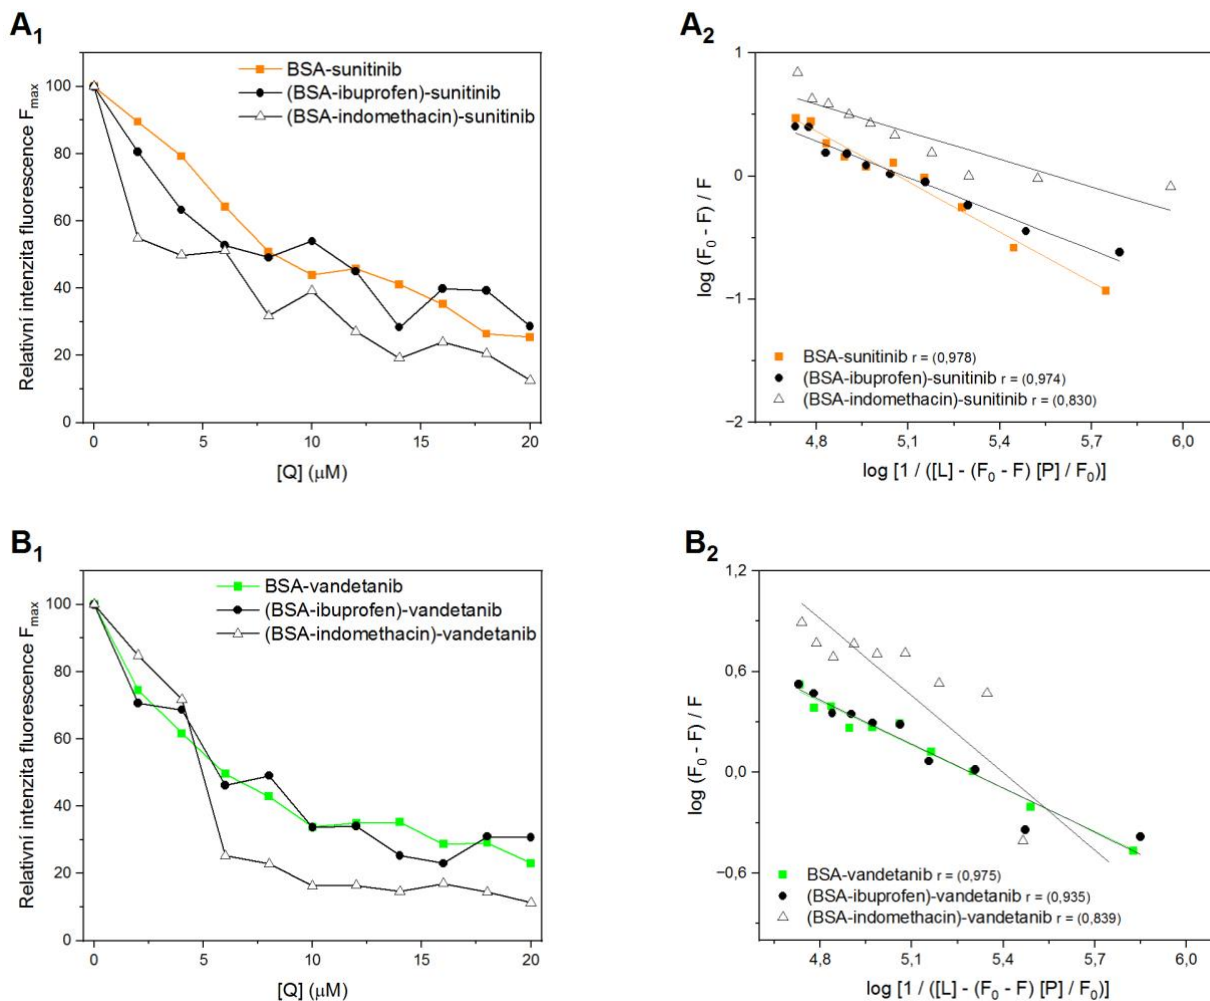 A₁
Relativní intenzita fluorescence Fmax
100
80
60
40
20
0
BSA-sunitinib
(BSA-ibuprofen)-sunitinib
(BSA-indomethacin)-sunitinib
0 5 10 15 20
[Q] (μM)
A₂
log (F₀ - F) / F
1
0
−1
−2
BSA-sunitinib r = (0,978)
(BSA-ibuprofen)-sunitinib r = (0,974)
(BSA-indomethacin)-sunitinib r = (0,830)
4,8 5,1 5,4 5,7 6,0
log [1 / ([L] - (F₀ - F) [P] / F₀)]
B₁
Relativní intenzita fluorescence Fmax
100
80
60
40
20
0
BSA-vandetanib
(BSA-ibuprofen)-vandetanib
(BSA-indomethacin)-vandetanib
0 5 10 15 20
[Q] (μM)
B₂
log (F₀ - F) / F
1,2
0,6
0,0
−0,6
BSA-vandetanib r = (0,975)
(BSA-ibuprofen)-vandetanib r = (0,935)
(BSA-indomethacin)-vandetanib r = (0,839)
4,8 5,1 5,4 5,7 6,0
log [1 / ([L] - (F₀ - F) [P] / F₀)]